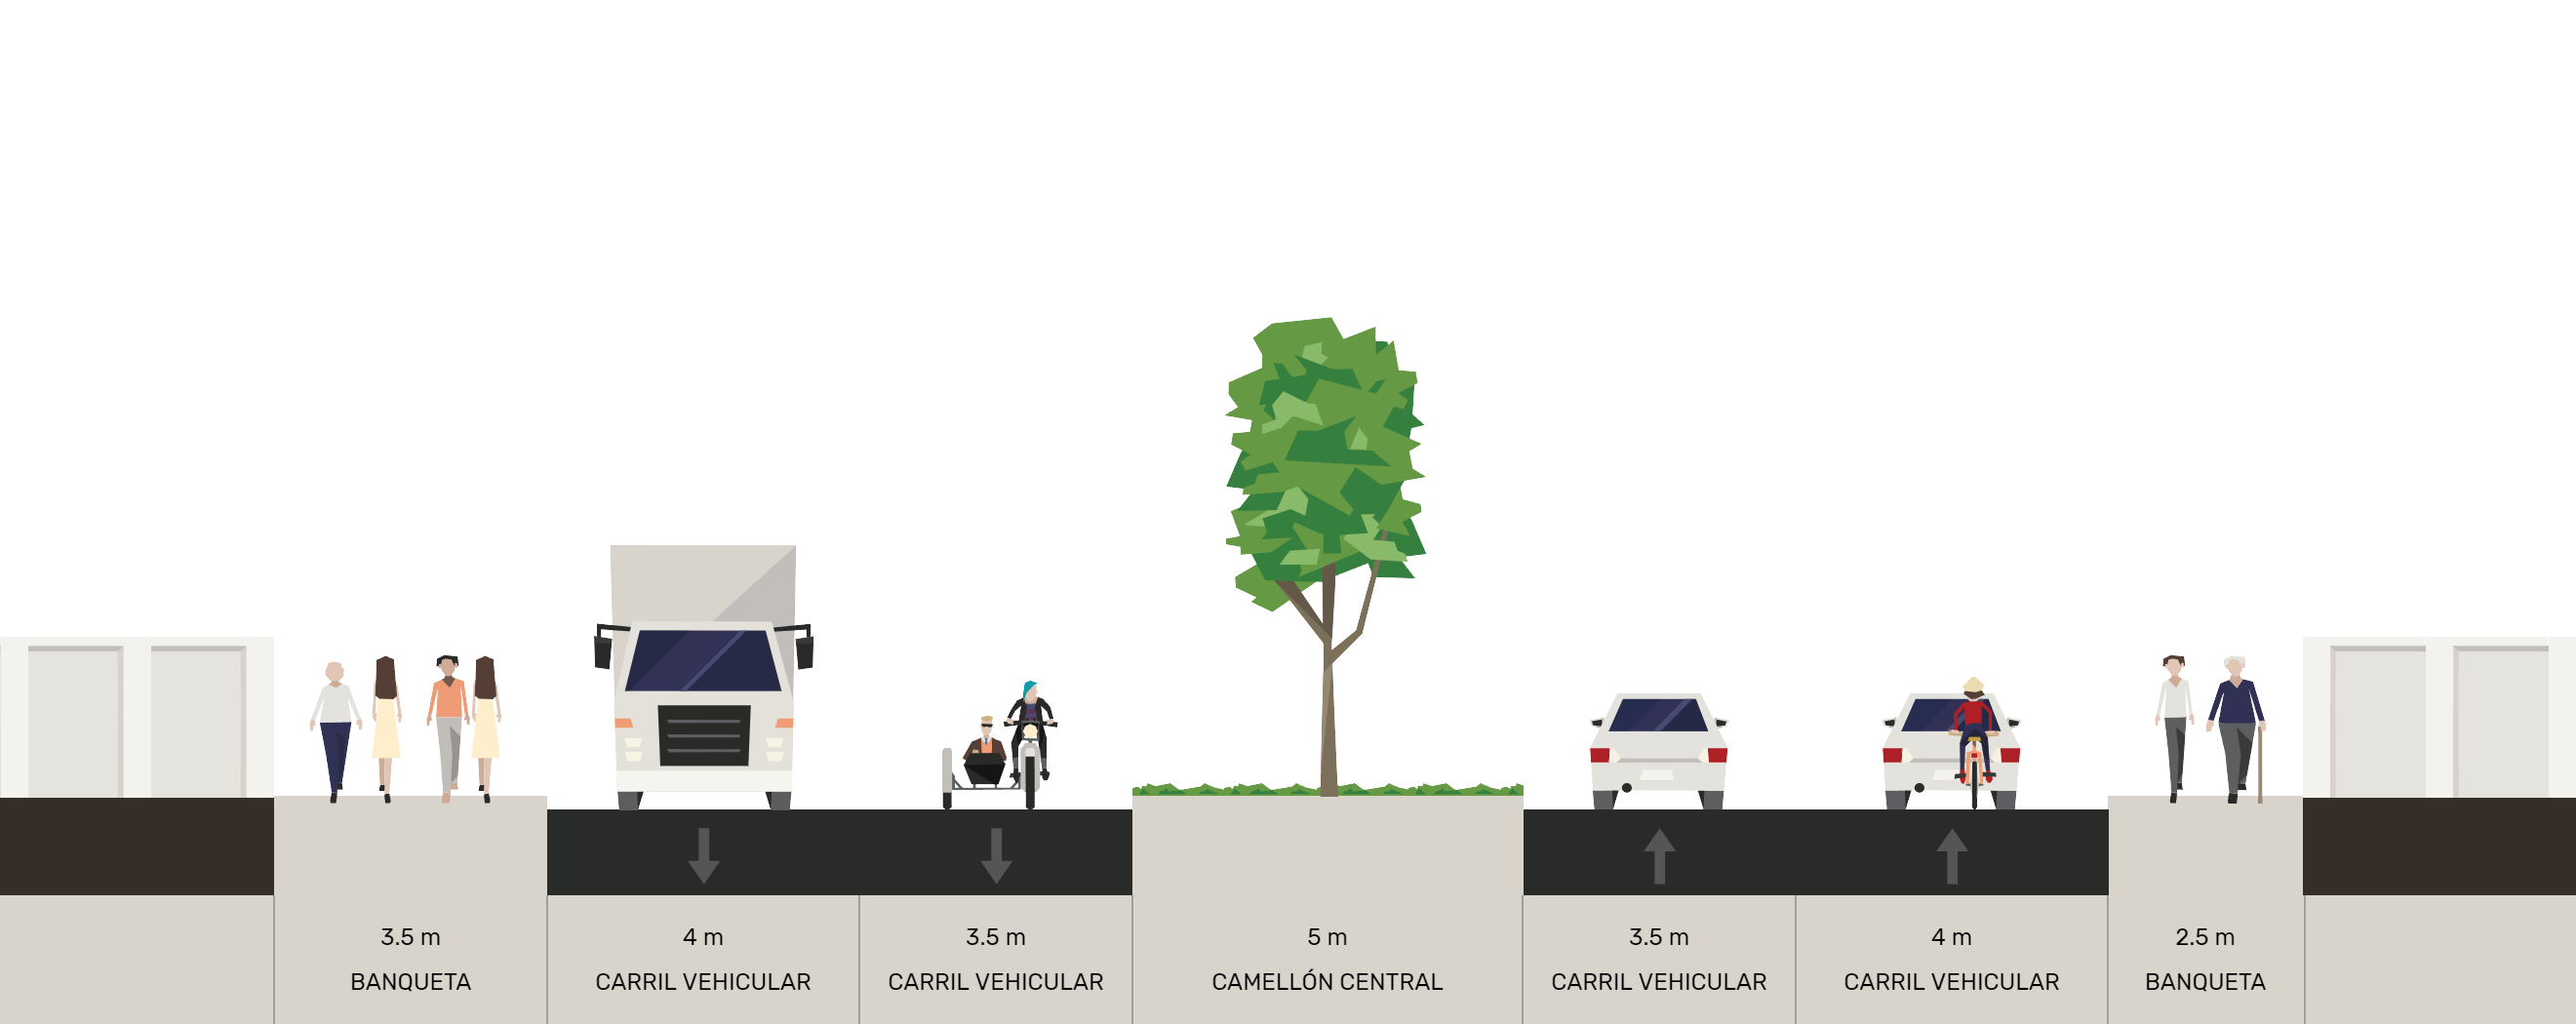 3.5 m
BANQUETA
4 m
CARRIL VEHICULAR
3.5 m
CARRIL VEHICULAR
5 m
CAMELLÓN CENTRAL
3.5 m
CARRIL VEHICULAR
4 m
CARRIL VEHICULAR
2.5 m
BANQUETA